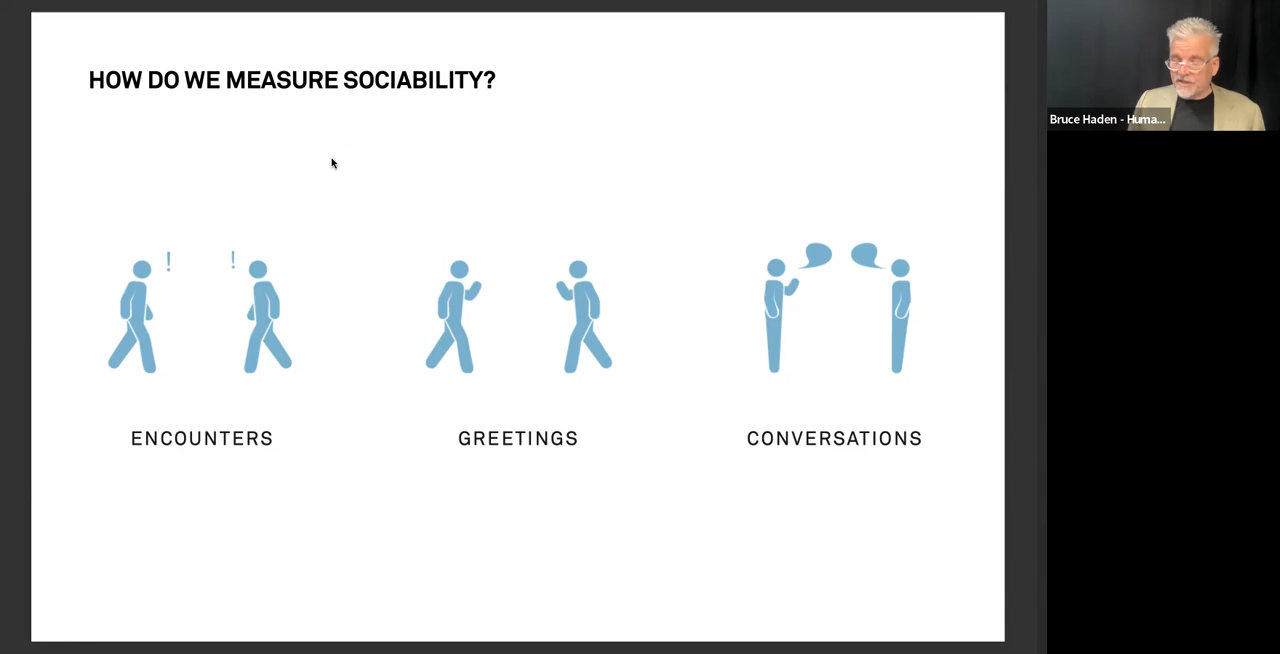 HOW DO WE MEASURE SOCIABILITY?
! !
ENCOUNTERS
GREETINGS
CONVERSATIONS
Bruce Haden - Huma...